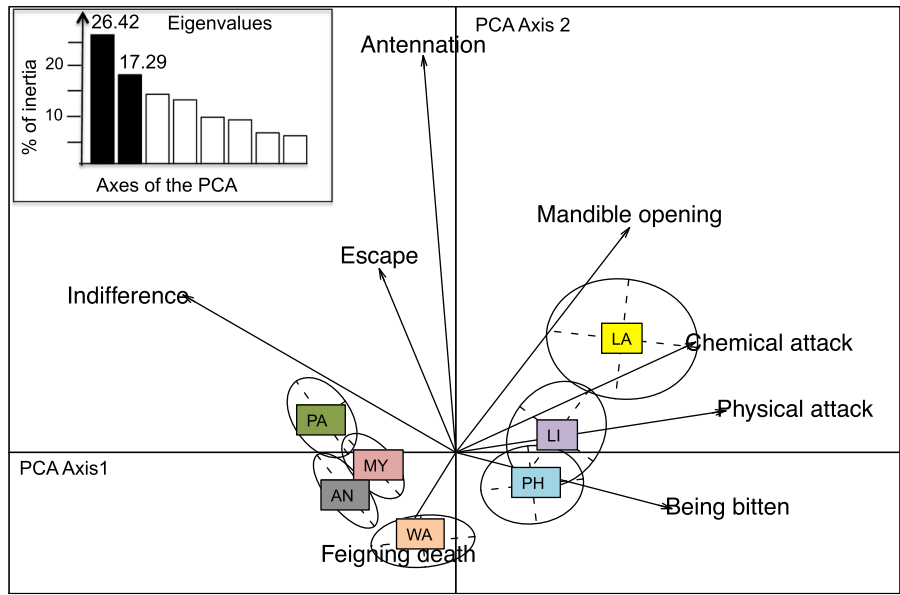 26.42
Eigenvalues
17.29
20
10
% of inertia
Axes of the PCA
PCA Axis 2
Antennation
Mandible opening
Escape
Indifference
LA
Chemical attack
Physical attack
PA
LI
PCA Axis1
MY
PH
AN
Being bitten
WA
Feigning death